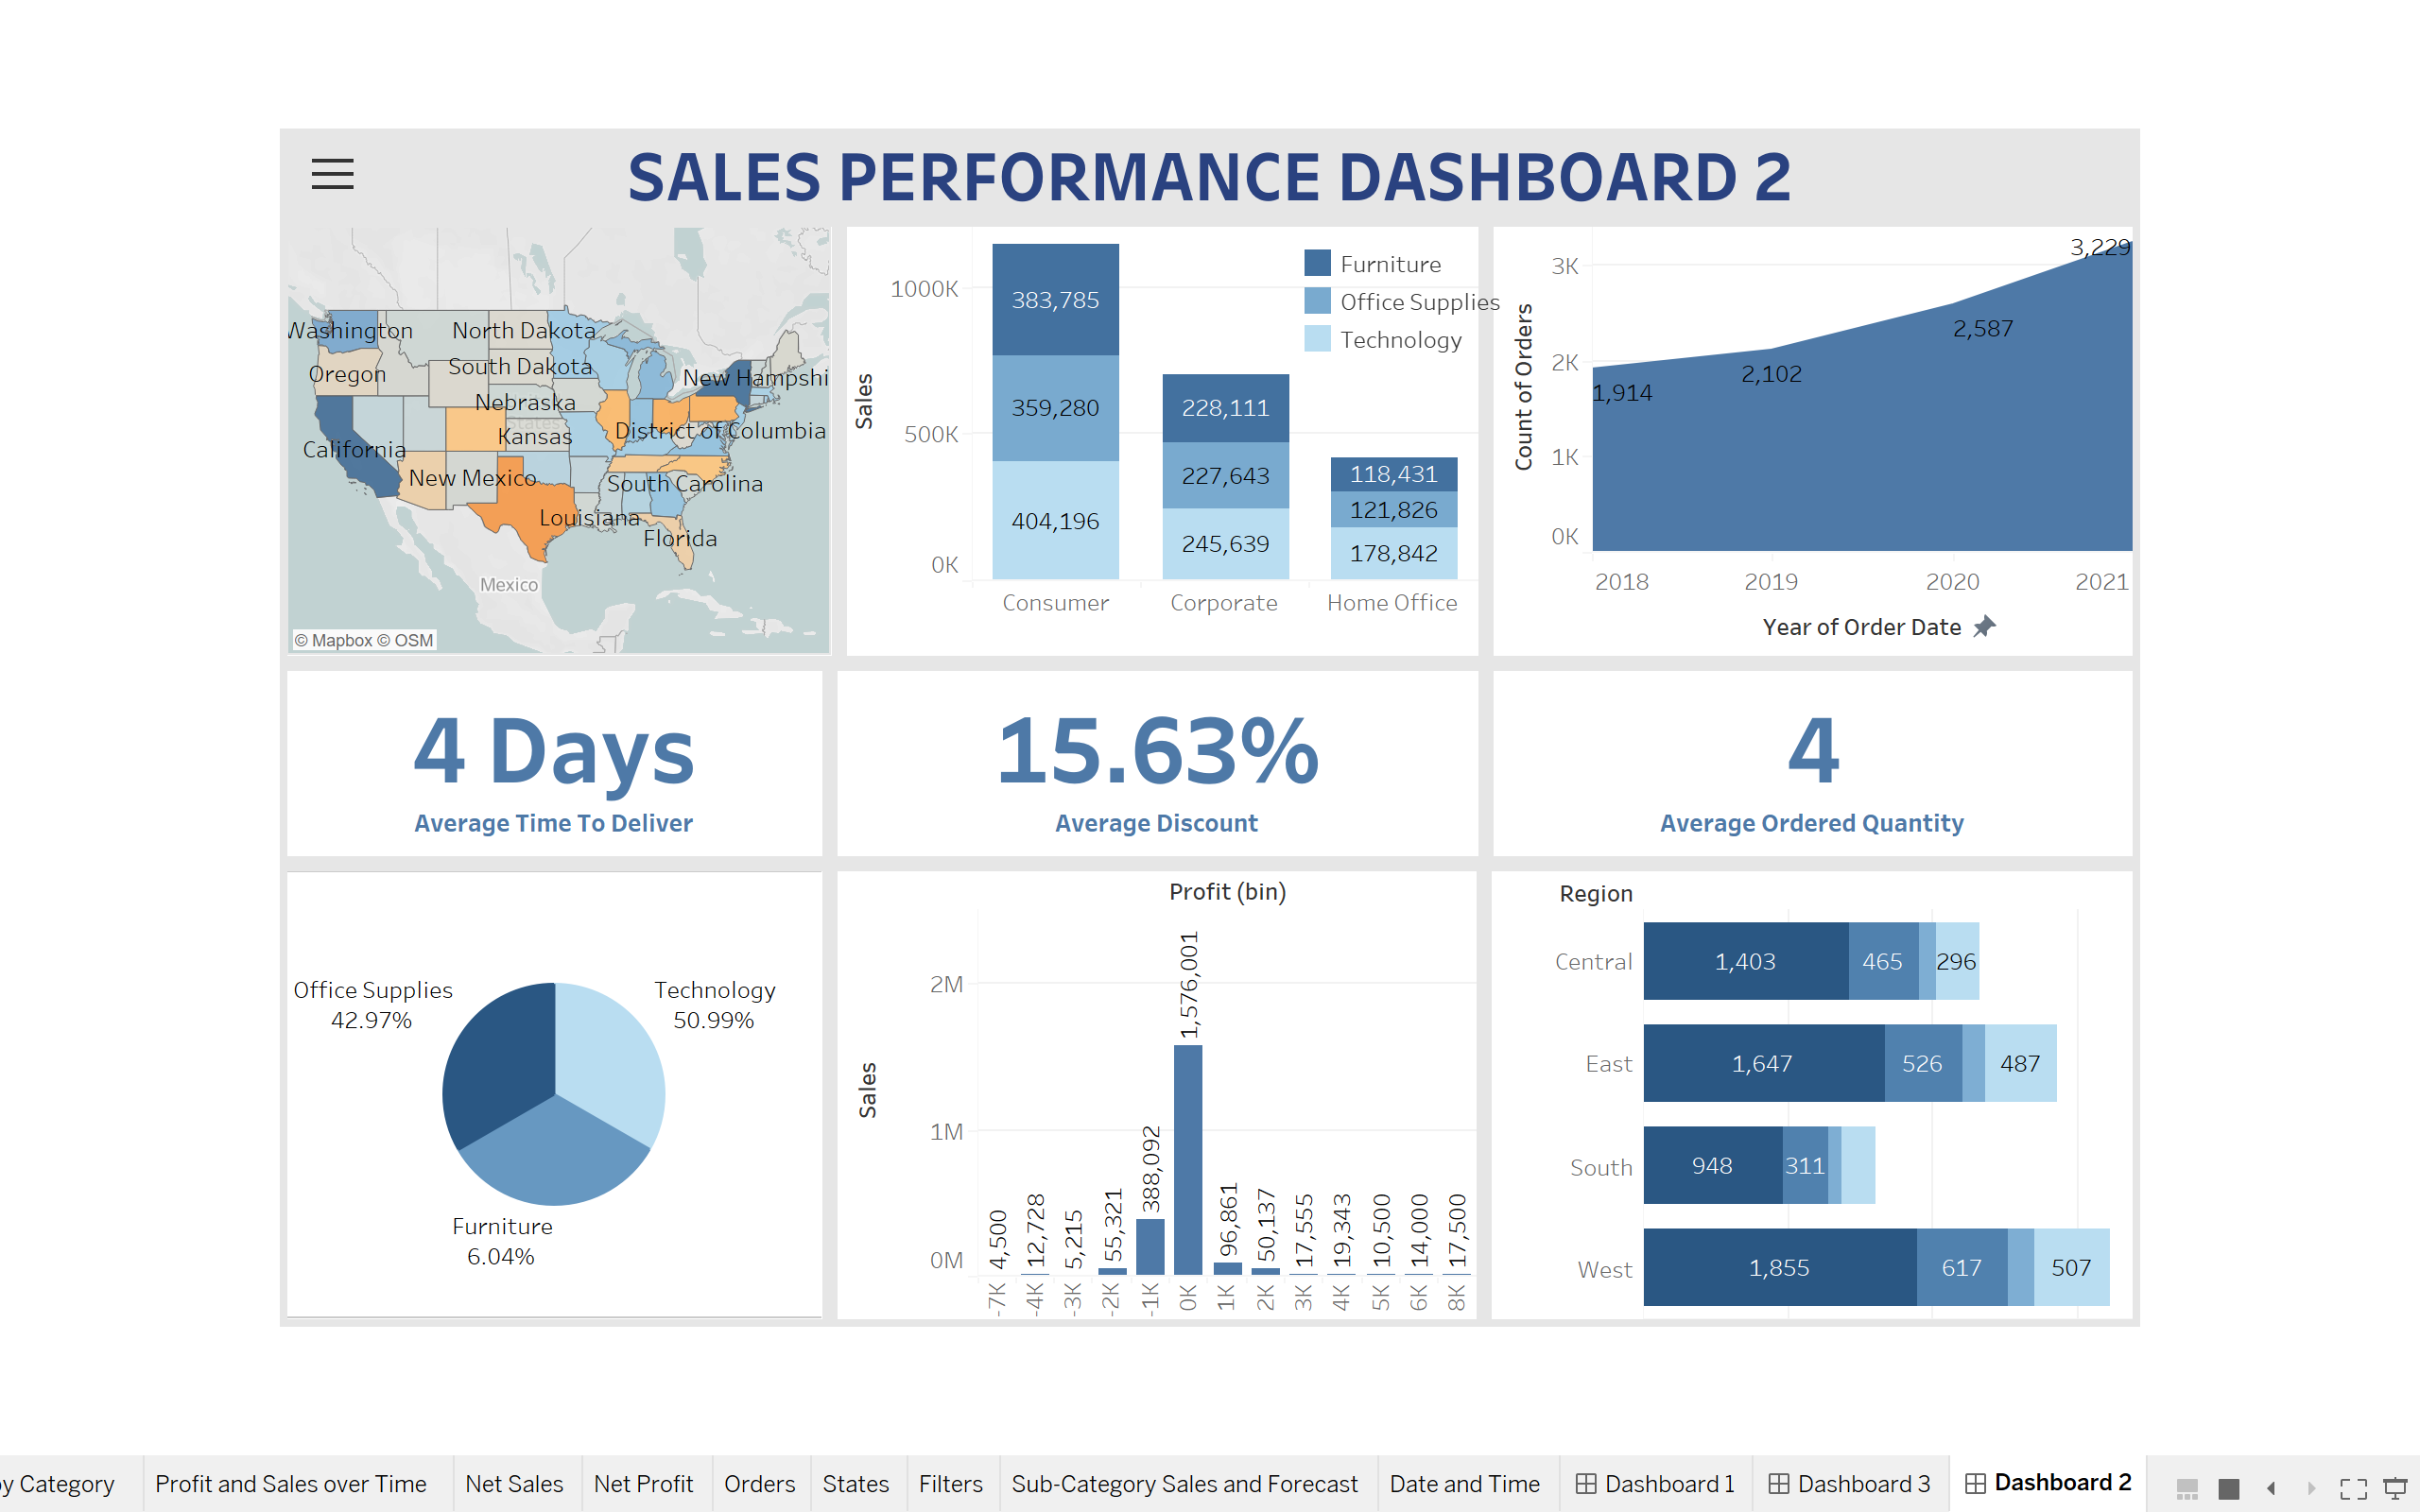 SALES PERFORMANCE DASHBOARD 2
Washington
North Dakota
Oregon
South Dakota
New Hampshi
Nebraska
States
Kansas
District of Columbia
California
New Mexico
South Carolina
Louisiana
Florida
Mexico
© Mapbox © OSM
Sales
1000K
500K
0K
383,785
359,280
404,196
228,111
227,643
245,639
118,431
121,826
178,842
Consumer
Corporate
Home Office
Furniture
Office Supplies
Technology
Count of Orders
3K
2K
1K
0K
1,914
2,102
2,587
3,229
2018
2019
2020
2021
Year of Order Date
4 Days
Average Time To Deliver
15.63%
Average Discount
4
Average Ordered Quantity
Office Supplies
42.97%
Technology
50.99%
Furniture
6.04%
Profit (bin)
Sales
2M
1M
0M
4,500
12,728
5,215
55,321
388,092
1,576,001
96,861
50,137
17,555
19,343
10,500
14,000
17,500
-7K
-4K
-3K
-2K
-1K
0K
1K
2K
3K
4K
5K
6K
8K
Region
Central
1,403
465
296
East
1,647
526
487
South
948
311
West
1,855
617
507
y Category
Profit and Sales over Time
Net Sales
Net Profit
Orders
States
Filters
Sub-Category Sales and Forecast
Date and Time
Dashboard 1
Dashboard 3
Dashboard 2